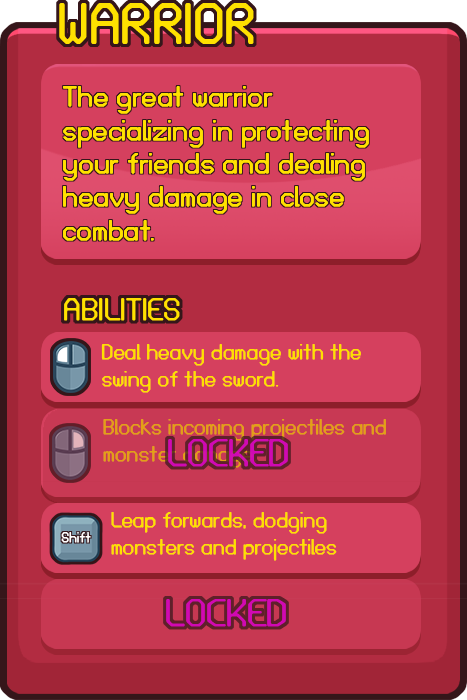 WARRIOR
The great warrior
specializing in protecting
your friends and dealing
heavy damage in close
combat.
ABILITIES
Deal heavy damage with the
swing of the sword.
Blocks incoming projectiles and
LOCKED
Shift
Leap forwards, dodging
monsters and projectiles
LOCKED